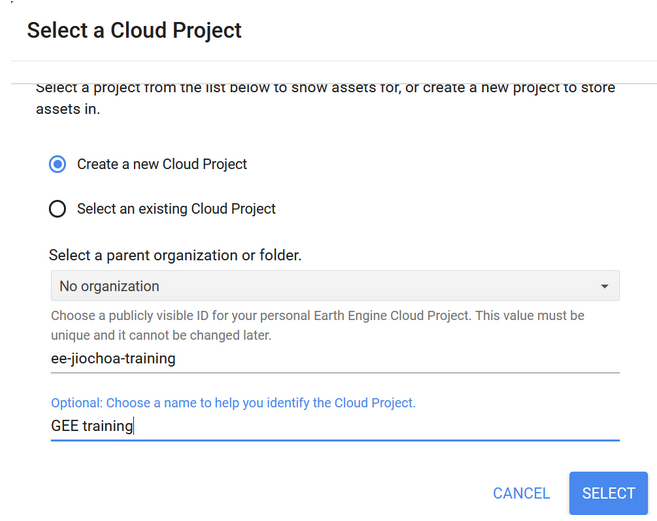 Select a Cloud Project
Select a project from the list below to show assets for, or create a new project to store
assets in.
Create a new Cloud Project
Select an existing Cloud Project
Select a parent organization or folder.
No organization
Choose a publicly visible ID for your personal Earth Engine Cloud Project. This value must be
unique and it cannot be changed later.
ee-jiochoa-training
Optional: Choose a name to help you identify the Cloud Project.
GEE training
CANCEL
SELECT